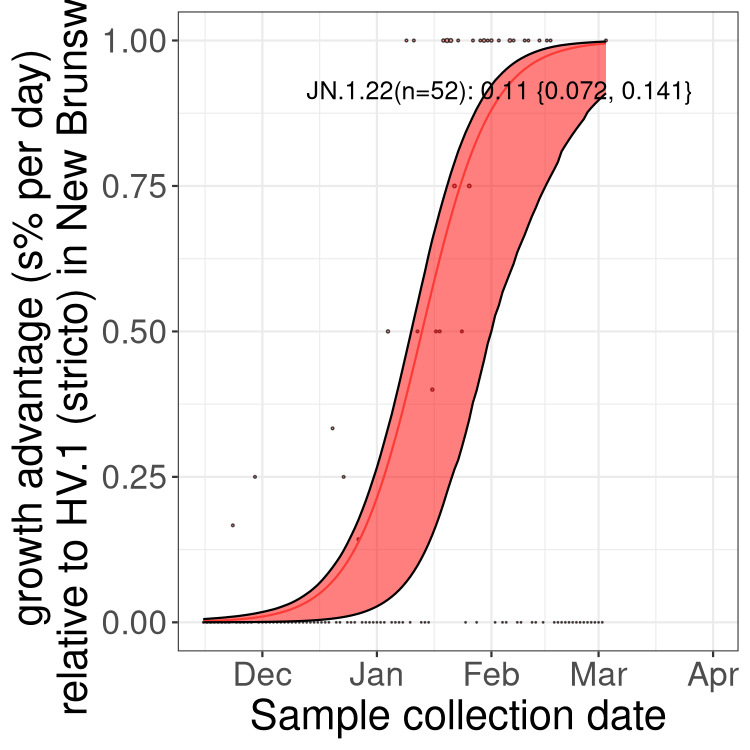 growth advantage (s% per day)
relative to HV.1 (stricto) in New Brunsw
1.00
0.75
0.50
0.25
0.00
JN.1.22(n=52): 0.11 {0.072, 0.141}
Dec Jan Feb Mar Apr
Sample collection date